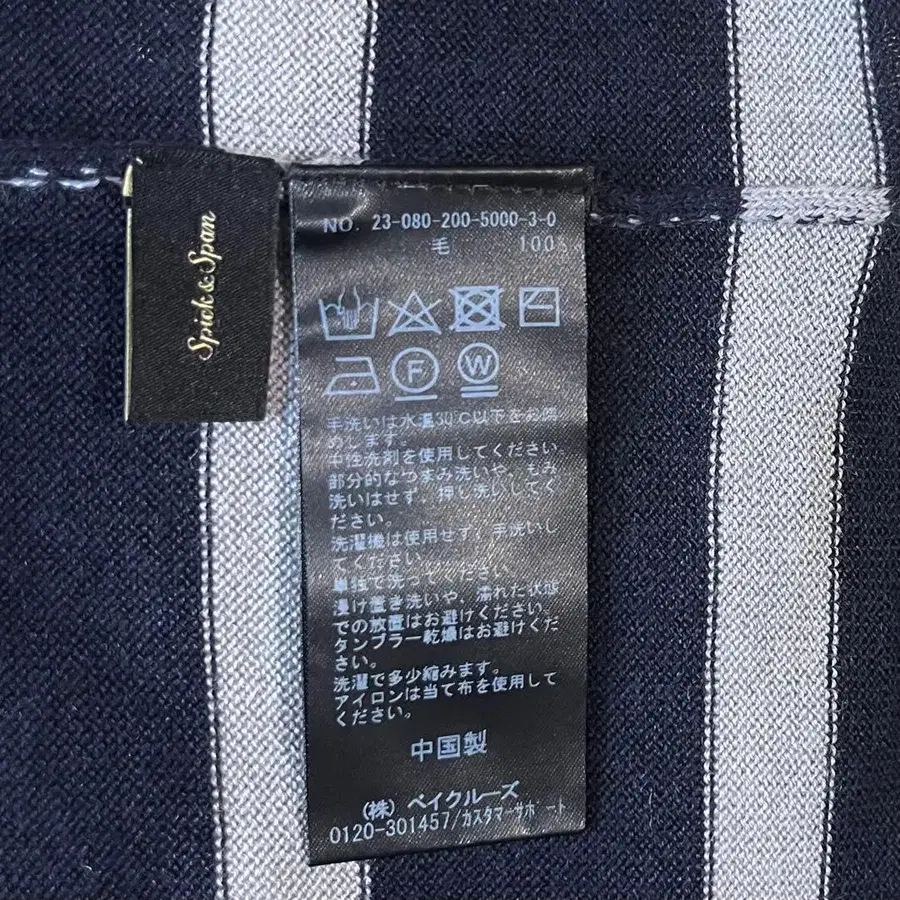 Spick & Span
NO. 23-080-200-5000-3-0
毛 100%
F
W
手洗いは水温30℃以下をお勧
めします。
中性洗剤を使用してください。
部分的なつまみ洗いや、もみ
洗いはせず、押し洗いしてく
ださい。
洗濯機は使用せず、手洗いし
てください。
単独で洗ってください。
浸け置き洗いや、濡れた状態
での放置はお避けください。
タンブラー乾燥はお避けくだ
さい。
洗濯で多少縮みます。
アイロンは当て布を使用して
ください。
中国製
(株) ベイクルーズ
0120-301457/カスタマーサポート